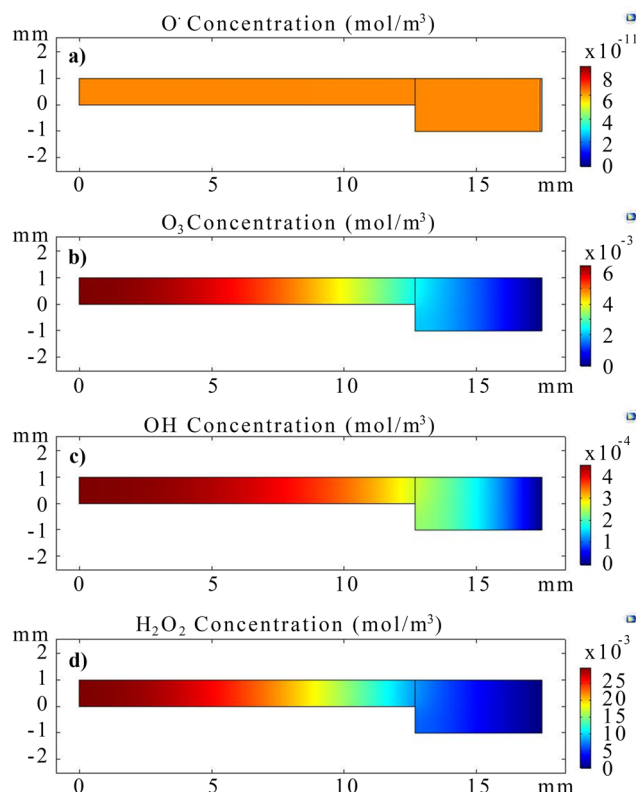 O· Concentration (mol/m³)
mm
a)
2
1
0
-1
-2
0 5 10 15 mm
x10⁻¹¹
8
6
4
2
0
O₃ Concentration (mol/m³)
mm
b)
2
1
0
-1
-2
0 5 10 15 mm
x10⁻³
6
4
2
0
OH Concentration (mol/m³)
mm
c)
2
1
0
-1
-2
0 5 10 15 mm
x10⁻⁴
4
3
2
1
0
H₂O₂ Concentration (mol/m³)
mm
d)
2
1
0
-1
-2
0 5 10 15 mm
x10⁻³
25
20
15
10
5
0